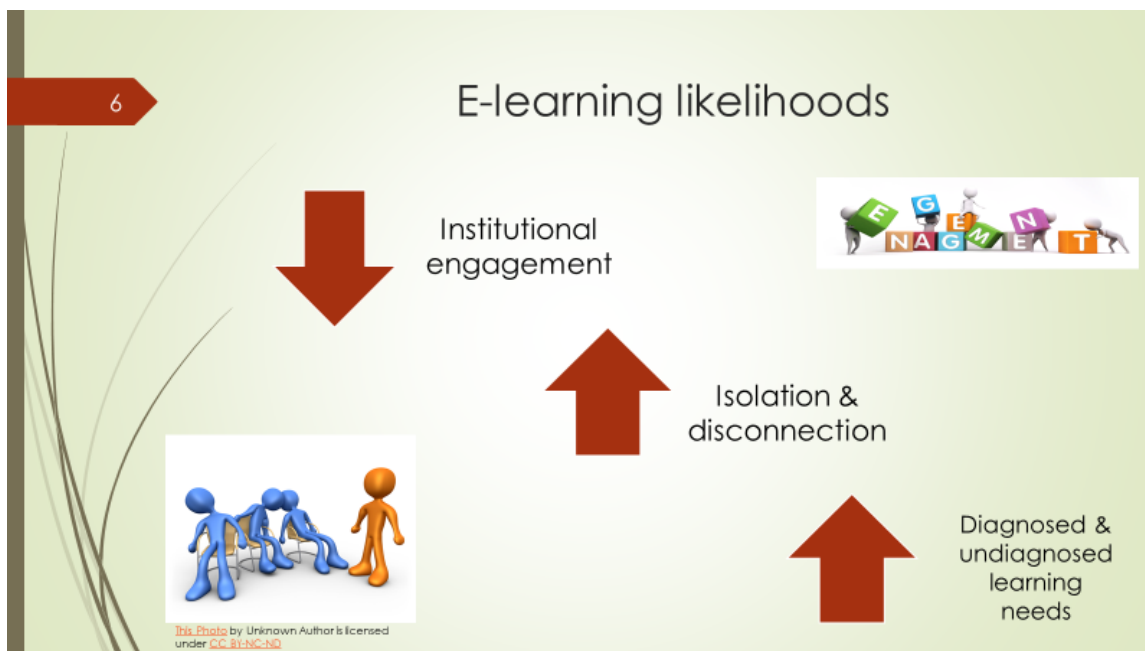 6
E-learning likelihoods
Institutional
engagement
E G E N
NAGMENT
Isolation &
disconnection
Diagnosed &
undiagnosed
learning
needs
This Photo by Unknown Author is licensed
under CC BY-NC-ND